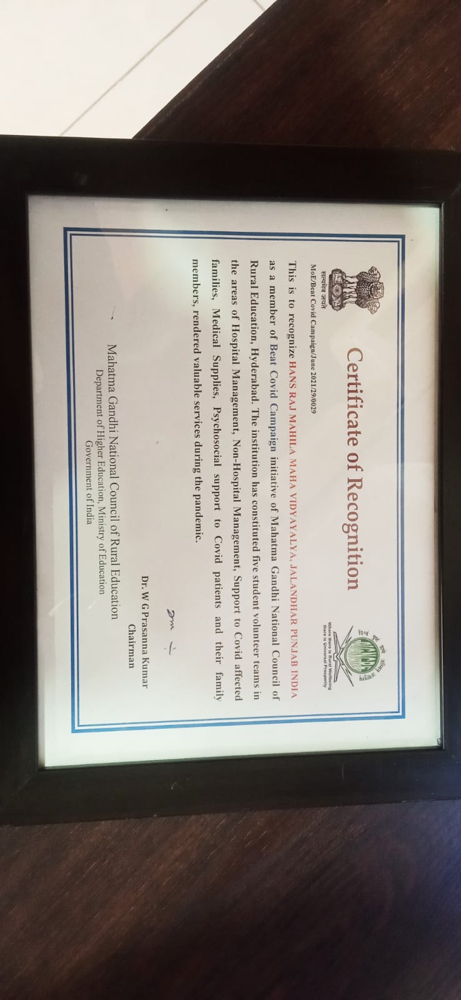 Certificate of Recognition
सत्यमेव जयते
Where there is Rural Wellbeing
there is Universal Prosperity
MoE/Beat Covid Campaign/June 2021/29/0029
This is to recognize HANS RAJ MAHILA MAHA VIDYAYALYA, JALANDHAR PUNJAB INDIA
as a member of Beat Covid Campaign initiative of Mahatma Gandhi National Council of
Rural Education, Hyderabad. The institution has constituted five student volunteer teams in
the areas of Hospital Management, Non-Hospital Management, Support to Covid affected
families, Medical Supplies, Psychosocial support to Covid patients and their family
members, rendered valuable services during the pandemic.
Dr. W G Prasanna Kumar
Chairman
Mahatma Gandhi National Council of Rural Education
Department of Higher Education, Ministry of Education
Government of India